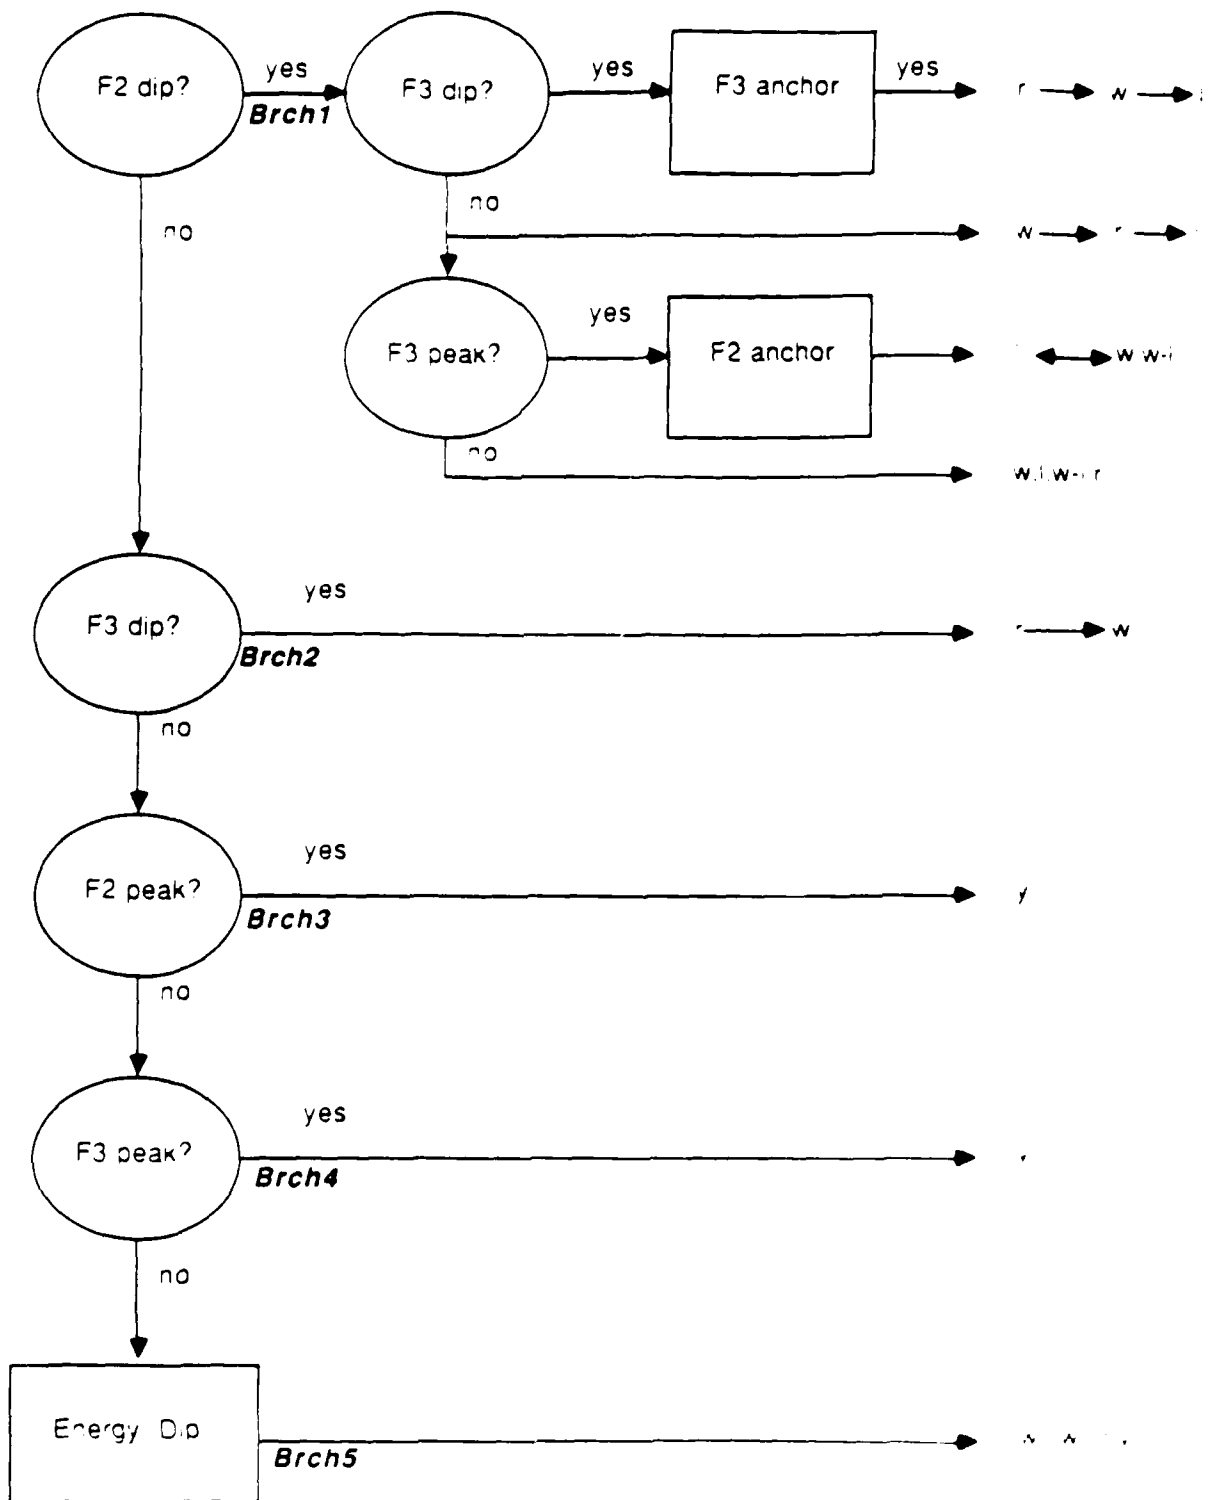 F2 dip?
yes
Brch1
F3 dip?
yes
F3 anchor
yes
r
w
no
no
w
r
F3 peak?
yes
F2 anchor
w
no
F3 dip?
yes
Brch2
r
w
no
F2 peak?
yes
Brch3
y
no
F3 peak?
yes
Brch4
no
Energy Dip
Brch5